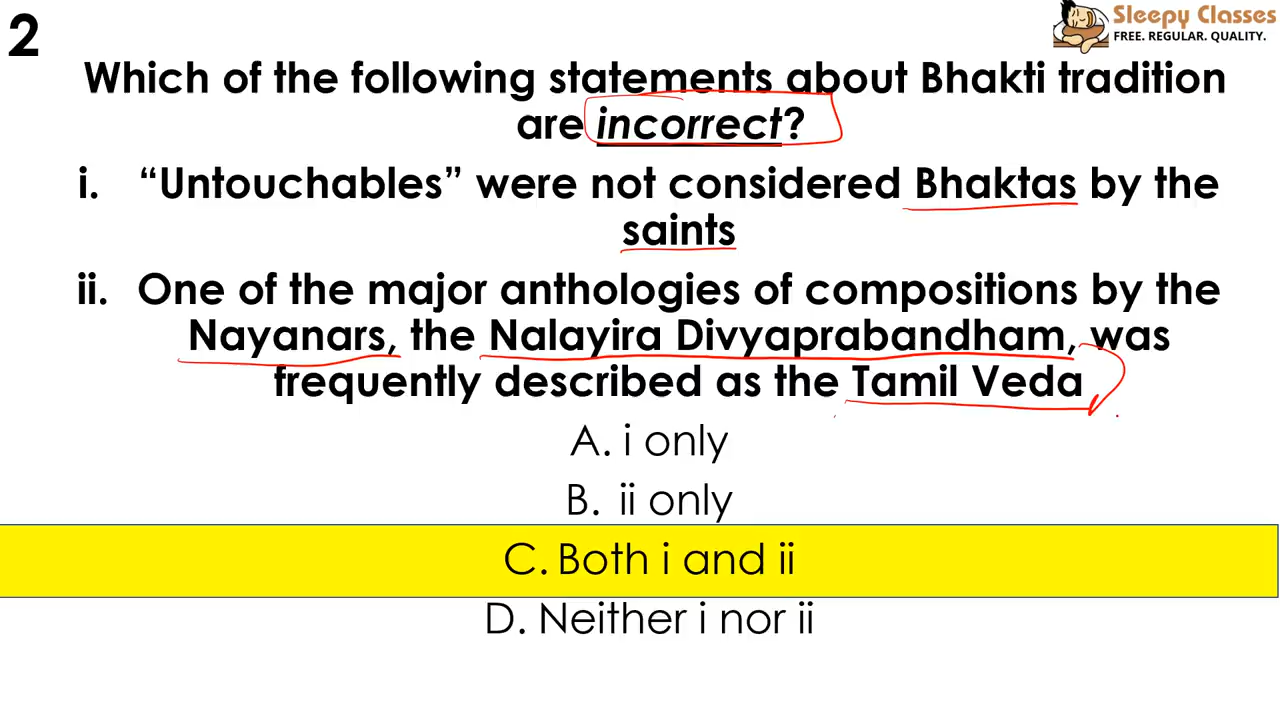 2
Sleepy Classes
FREE. REGULAR. QUALITY.
Which of the following statements about Bhakti tradition
are incorrect?
i. “Untouchables” were not considered Bhaktas by the
saints
ii. One of the major anthologies of compositions by the
Nayanars, the Nalayira Divyaprabandham, was
frequently described as the Tamil Veda
A. i only
B. ii only
C. Both i and ii
D. Neither i nor ii